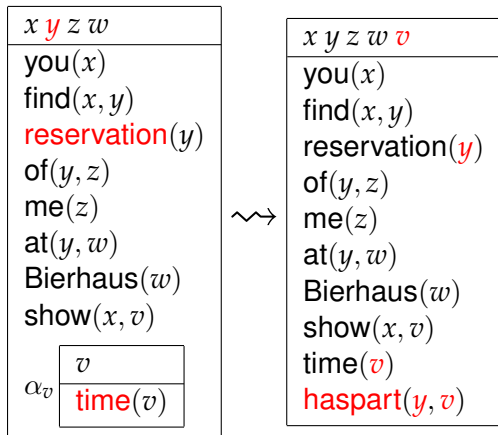 x y z w
you(x)
find(x, y)
reservation(y)
of(y, z)
me(z)
at(y, w)
Bierhaus(w)
show(x, v)
α_v
v
time(v)
⇝
x y z w v
you(x)
find(x, y)
reservation(y)
of(y, z)
me(z)
at(y, w)
Bierhaus(w)
show(x, v)
time(v)
haspart(y, v)